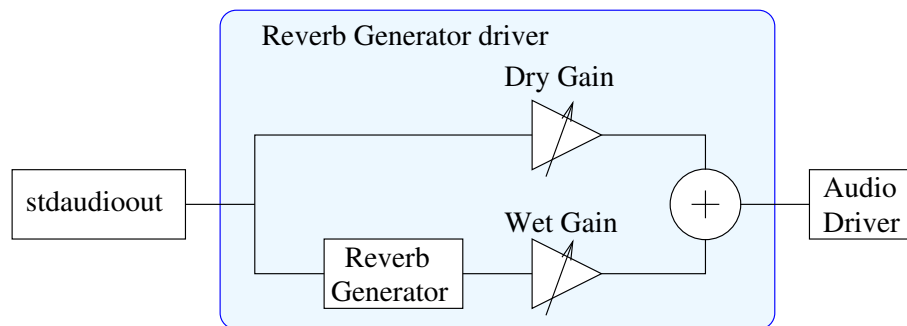 Reverb Generator driver
Dry Gain
stdaudioout
+
Audio
Driver
Wet Gain
Reverb
Generator